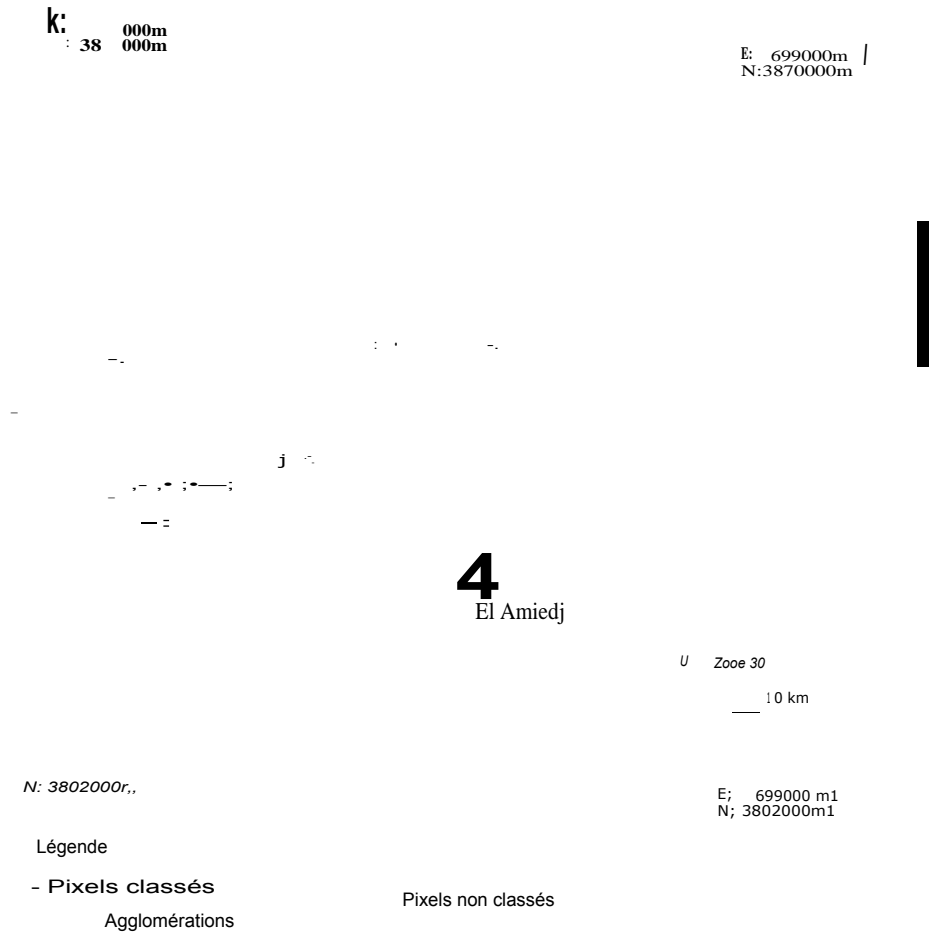 k: 000m
: 38 000m
E: 699000m
N:3870000m
j
4
El Amiedj
U Zooe 30
10 km
N: 3802000r,,
E; 699000 m1
N; 3802000m1
Légende
- Pixels classés
Pixels non classés
Agglomérations